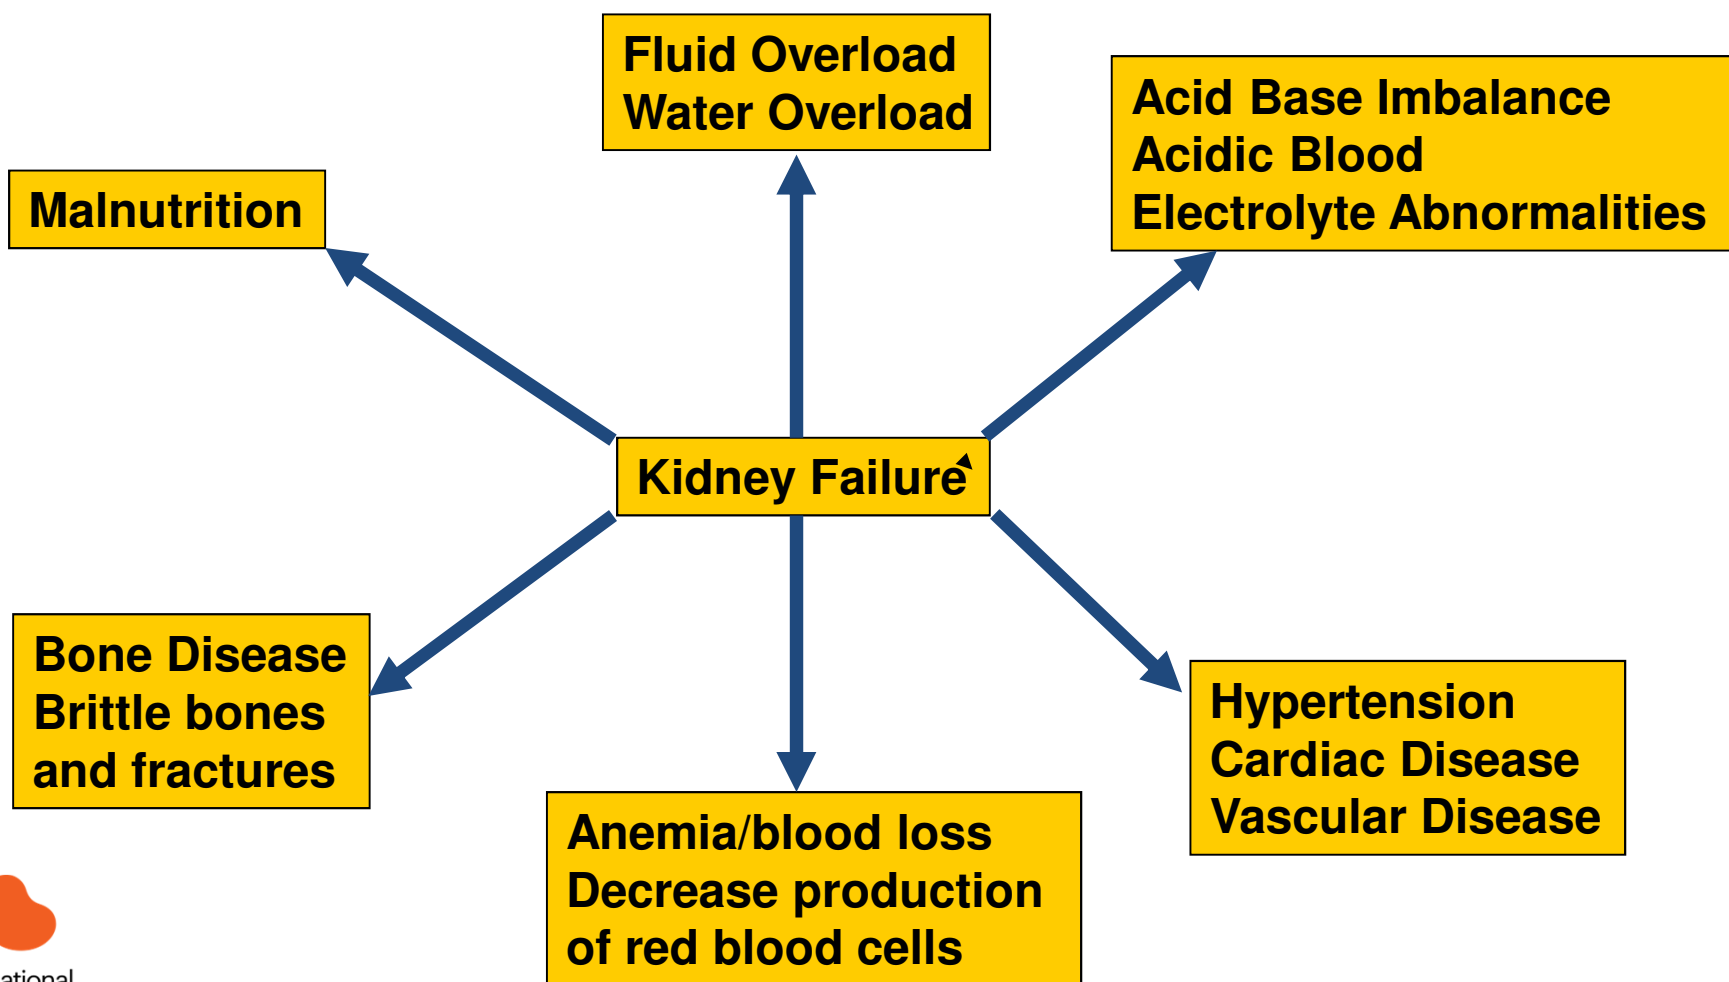 Fluid Overload
Water Overload
Acid Base Imbalance
Acidic Blood
Electrolyte Abnormalities
Malnutrition
Kidney Failure
Bone Disease
Brittle bones
and fractures
Hypertension
Cardiac Disease
Vascular Disease
Anemia/blood loss
Decrease production
of red blood cells
ational